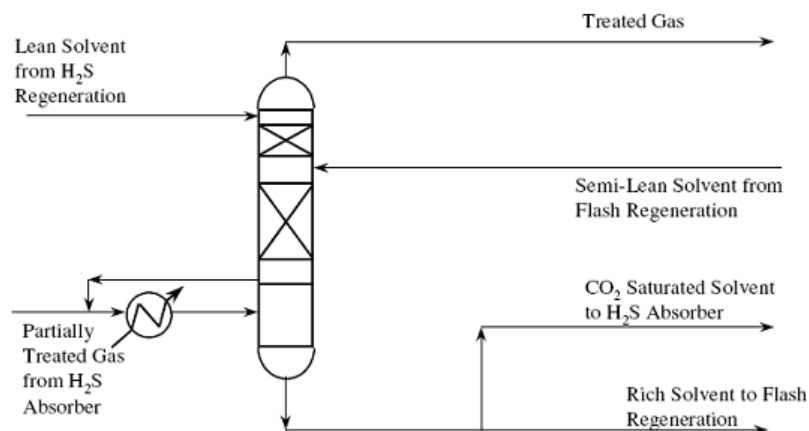 Treated Gas
Lean Solvent
from H₂S
Regeneration
Semi-Lean Solvent from
Flash Regeneration
CO₂ Saturated Solvent
to H₂S Absorber
Partially
Treated Gas
from H₂S
Absorber
Rich Solvent to Flash
Regeneration